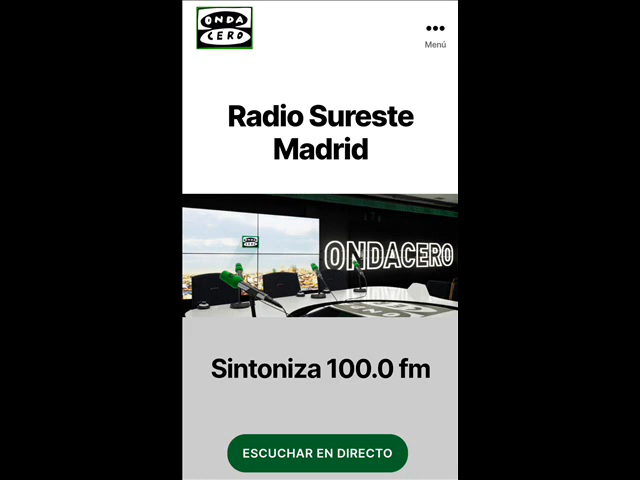 ONDA
CERO
Menú
Radio Sureste
Madrid
ONDACERO
Sintoniza 100.0 fm
ESCUCHAR EN DIRECTO